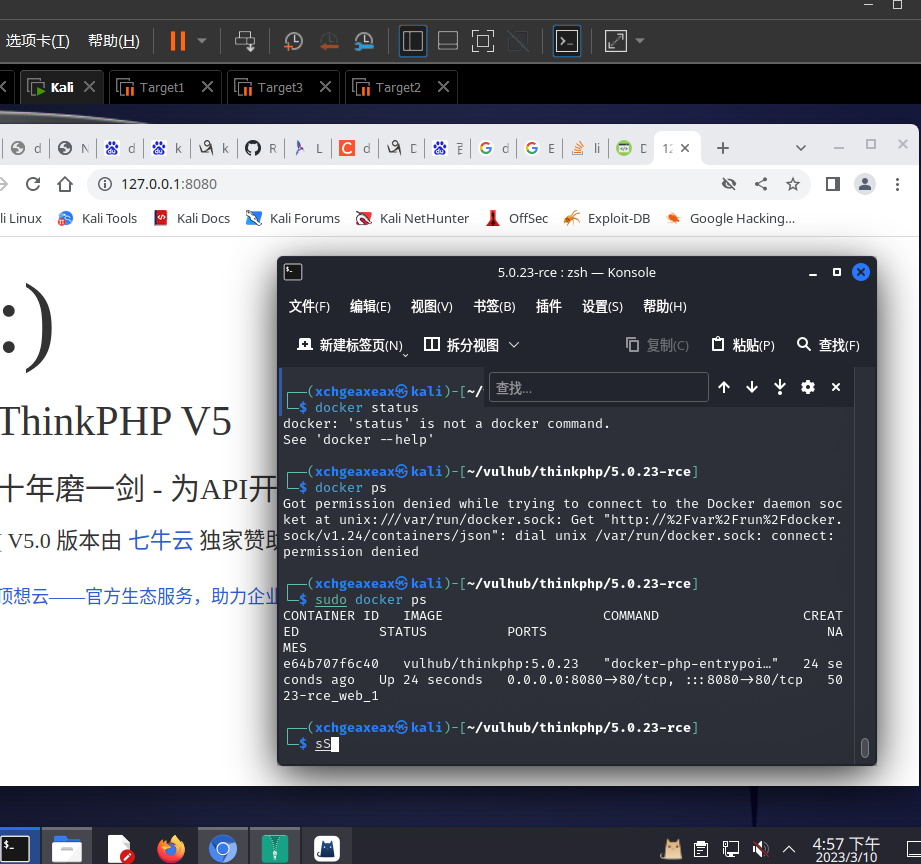 选项卡(T) 帮助(H)
Kali Target1 Target3 Target2
d N d k k R L d D d E li D 12
127.0.0.1:8080
li Linux Kali Tools Kali Docs Kali Forums Kali NetHunter OffSec Exploit-DB Google Hacking...
:)
ThinkPHP V5
十年磨一剑 - 为API开
V5.0 版本由 七牛云 独家赞助
顶想云——官方生态服务，助力企业
5.0.23-rce : zsh — Konsole
文件(F) 编辑(E) 视图(V) 书签(B) 插件 设置(S) 帮助(H)
新建标签页(N) 拆分视图 复制(C) 粘贴(P) 查找(F)
查找...
┌──(xchgeaxeax㉿kali)-[~/
└─$ docker status
docker: 'status' is not a docker command.
See 'docker --help'
┌──(xchgeaxeax㉿kali)-[~/vulhub/thinkphp/5.0.23-rce]
└─$ docker ps
Got permission denied while trying to connect to the Docker daemon soc
ket at unix:///var/run/docker.sock: Get "http://%2Fvar%2Frun%2Fdocker.
sock/v1.24/containers/json": dial unix /var/run/docker.sock: connect:
permission denied
┌──(xchgeaxeax㉿kali)-[~/vulhub/thinkphp/5.0.23-rce]
└─$ sudo docker ps
CONTAINER ID   IMAGE                    COMMAND                  CREAT
ED          STATUS          PORTS                                   NA
MES
e64b707f6c40   vulhub/thinkphp:5.0.23   "docker-php-entrypoi…"   24 se
conds ago   Up 24 seconds   0.0.0.0:8080->80/tcp, :::8080->80/tcp   50
23-rce_web_1
┌──(xchgeaxeax㉿kali)-[~/vulhub/thinkphp/5.0.23-rce]
└─$ sS
4:57 下午
2023/3/10